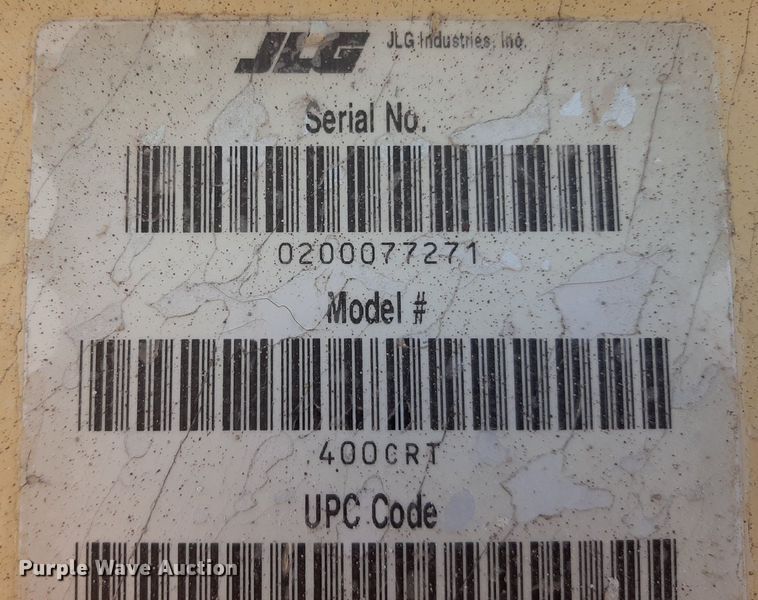 JLG JLG Industries, Inc.
Serial No.
0200077271
Model #
400CRT
UPC Code
Purple Wave Auction